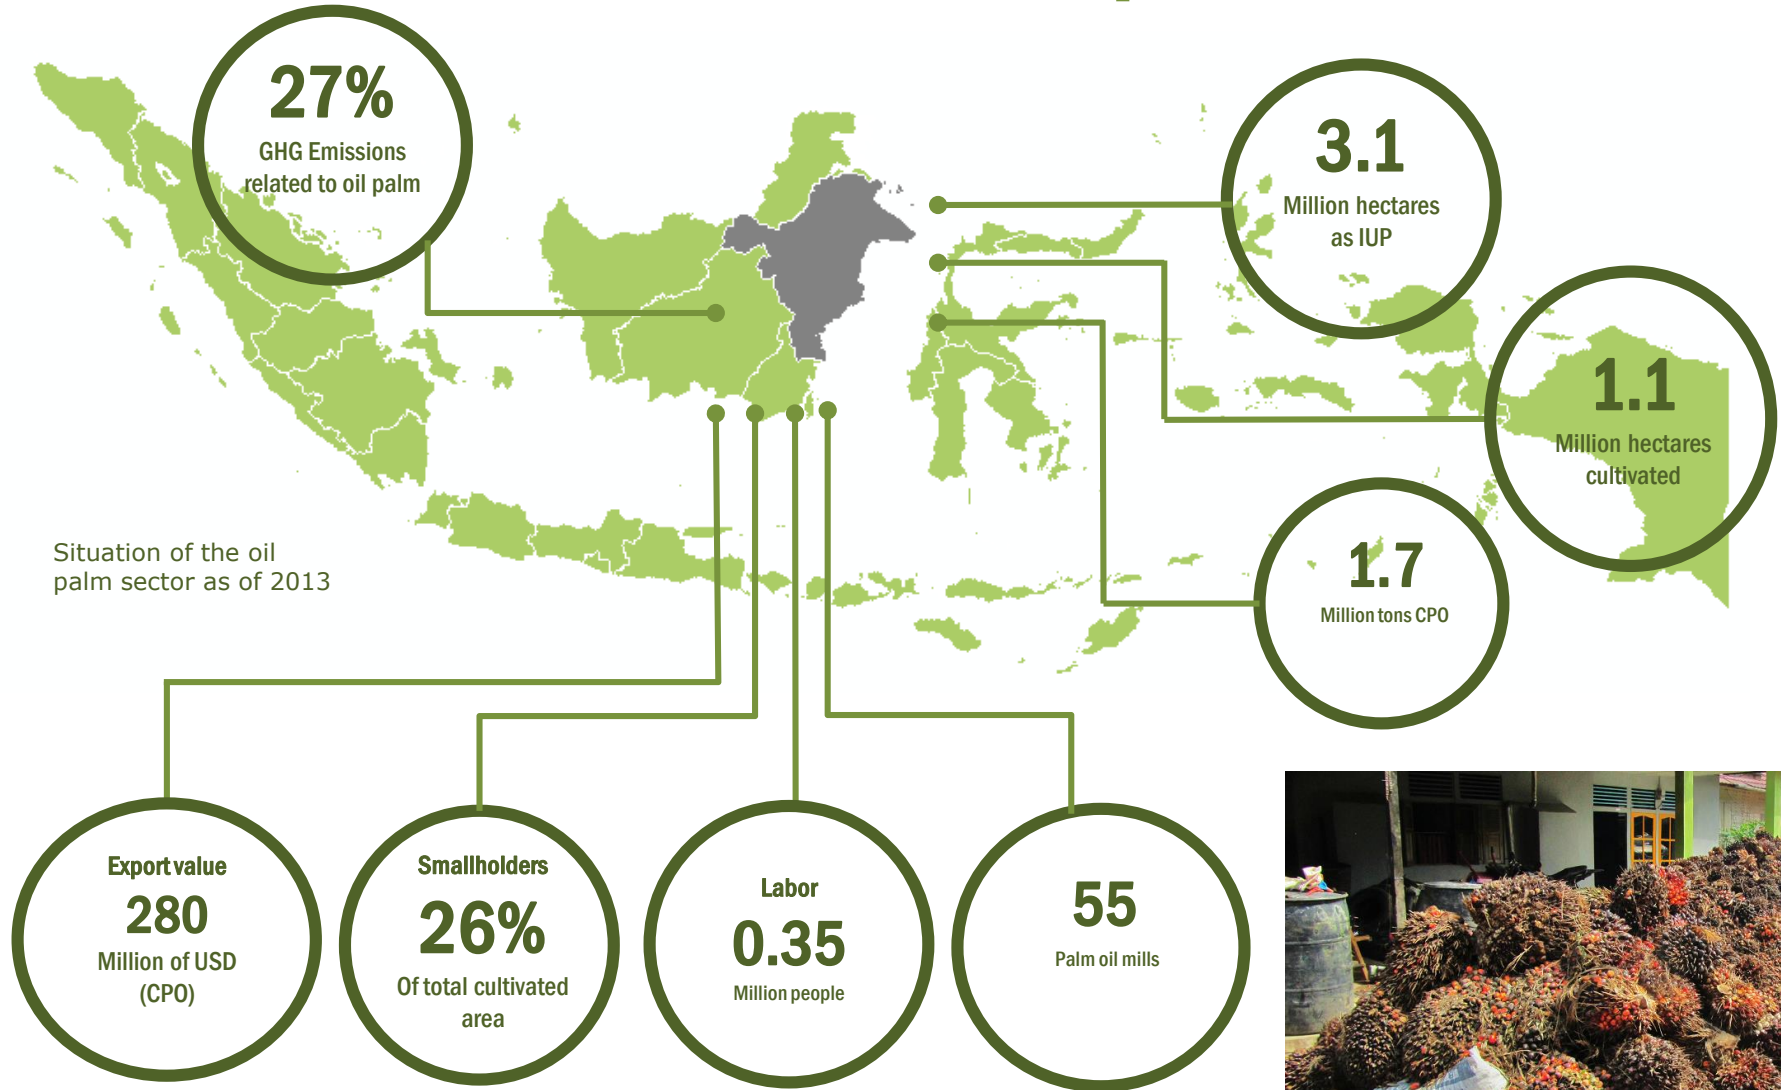 27%
GHG Emissions
related to oil palm
3.1
Million hectares
as IUP
1.1
Million hectares
cultivated
1.7
Million tons CPO
Situation of the oil
palm sector as of 2013
Export value
280
Million of USD
(CPO)
Smallholders
26%
Of total cultivated
area
Labor
0.35
Million people
55
Palm oil mills